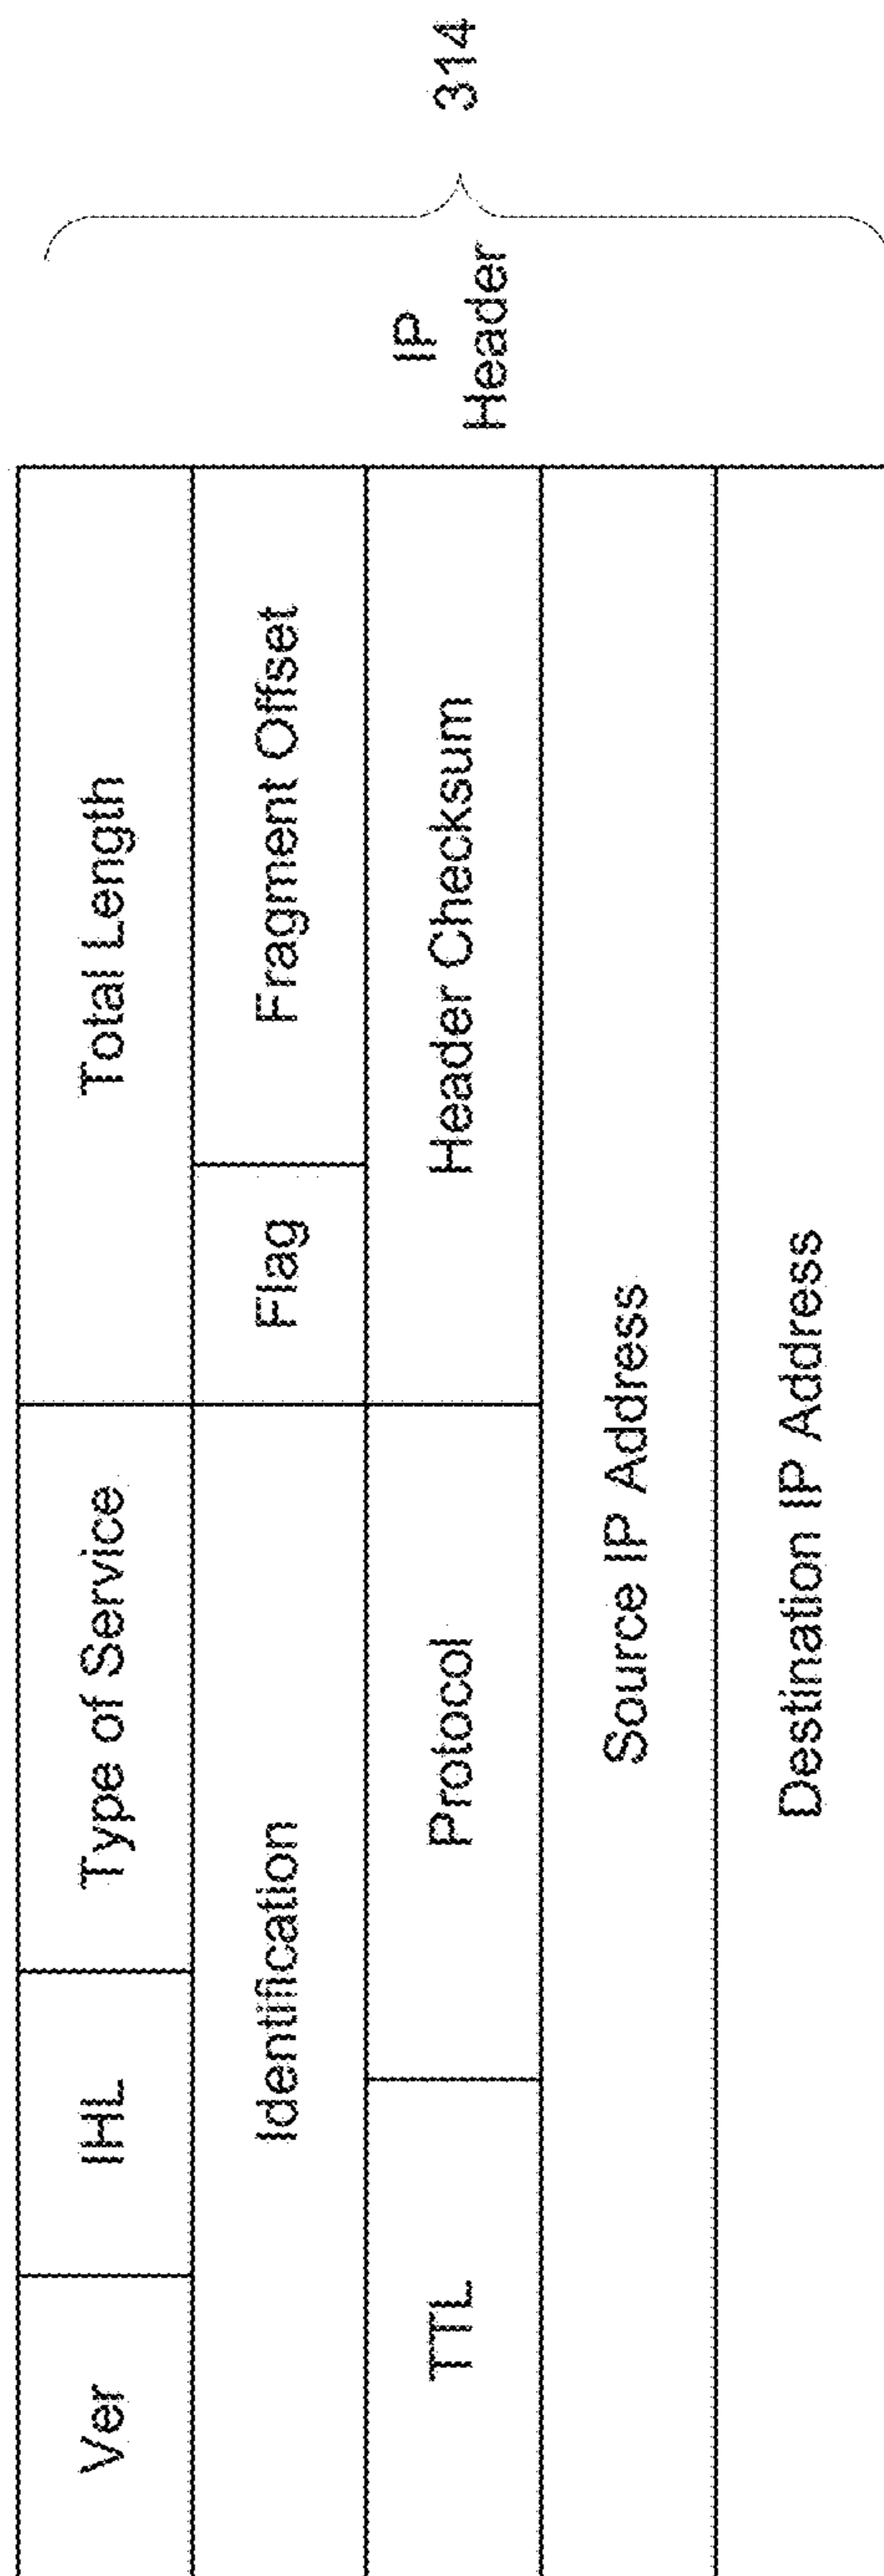 Ver IHL Type of Service Total Length
Identification Flag Fragment Offset
TTL Protocol Header Checksum
Source IP Address
Destination IP Address
IP
Header
314